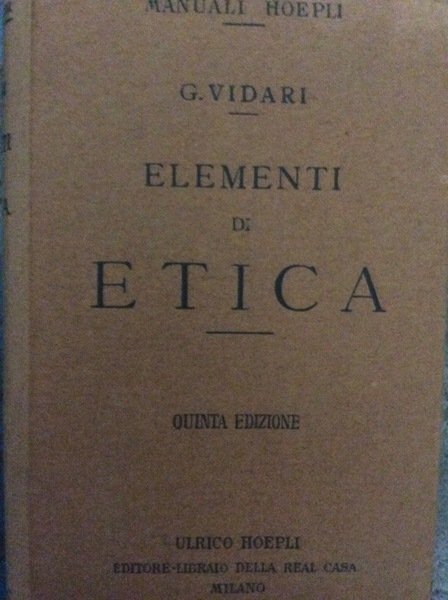 MANUALI HOEPLI
G. VIDARI
ELEMENTI
DI
ETICA
QUINTA EDIZIONE
ULRICO HOEPLI
EDITORE-LIBRAIO DELLA REAL CASA
MILANO